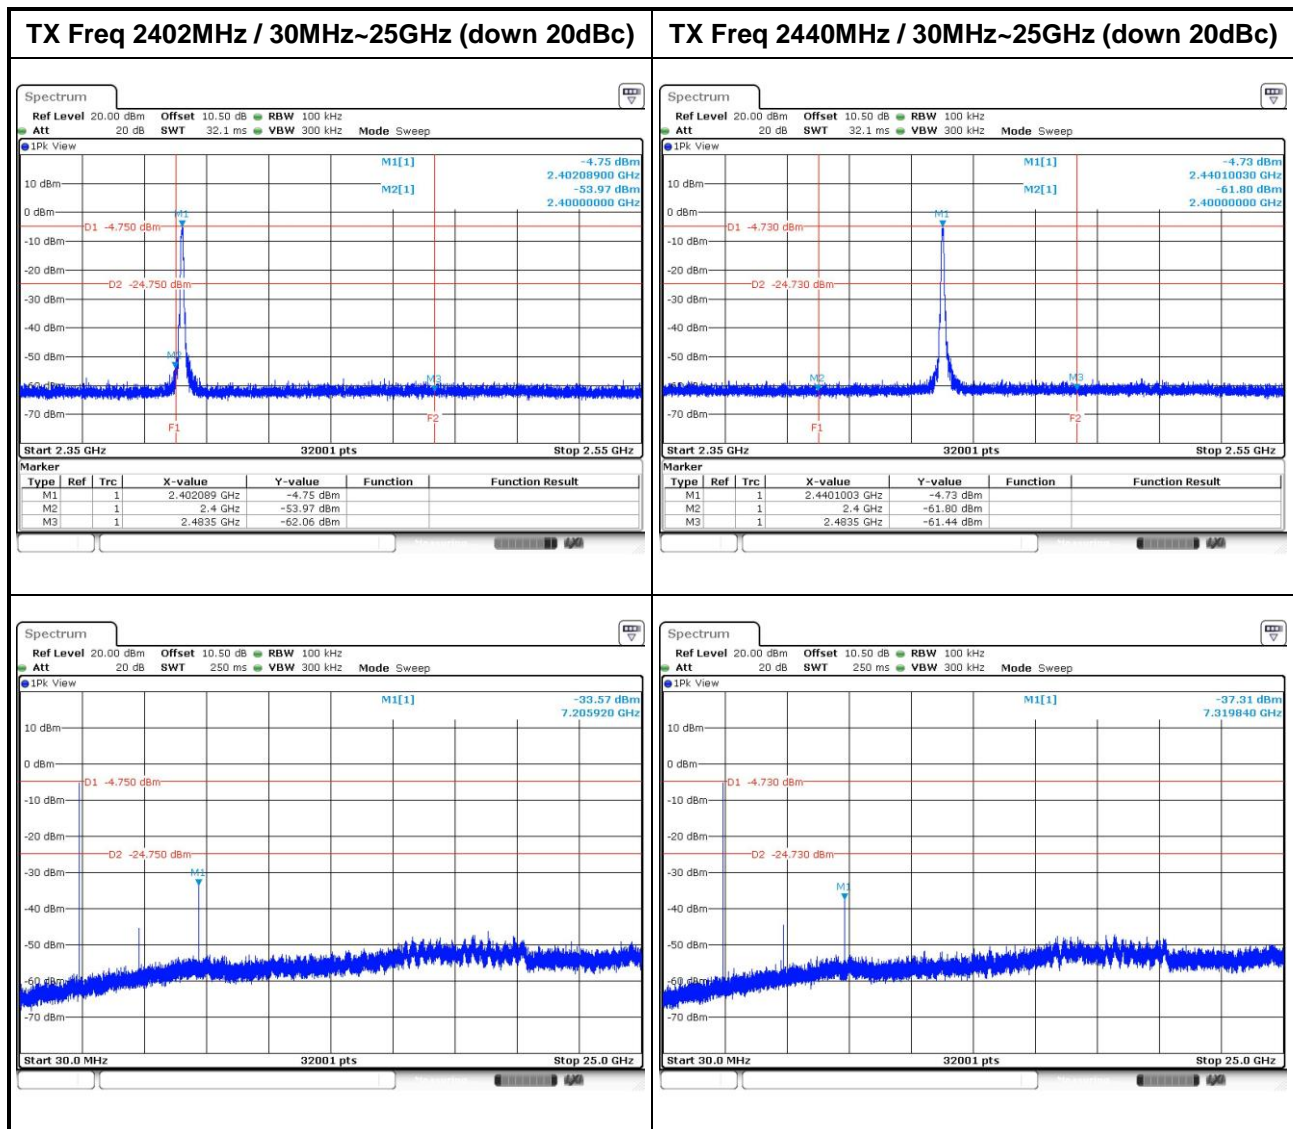 TX Freq 2402MHz / 30MHz~25GHz (down 20dBc)
TX Freq 2440MHz / 30MHz~25GHz (down 20dBc)
Spectrum
Ref Level 20.00 dBm Offset 10.50 dB RBW 100 kHz
Att 20 dB SWT 32.1 ms VBW 300 kHz Mode Sweep
1Pk View
M1[1] -4.75 dBm
2.40208900 GHz
M2[1] -53.97 dBm
2.40000000 GHz
10 dBm
0 dBm
M1
D1 -4.750 dBm
-10 dBm
-20 dBm
D2 -24.750 dBm
-30 dBm
-40 dBm
-50 dBm
M2
M3
-60 dBm
-70 dBm
F1
F2
Start 2.35 GHz 32001 pts Stop 2.55 GHz
Marker
Type Ref Trc X-value Y-value Function Function Result
M1 1 2.402089 GHz -4.75 dBm
M2 1 2.4 GHz -53.97 dBm
M3 1 2.4835 GHz -62.06 dBm
Spectrum
Ref Level 20.00 dBm Offset 10.50 dB RBW 100 kHz
Att 20 dB SWT 32.1 ms VBW 300 kHz Mode Sweep
1Pk View
M1[1] -4.73 dBm
2.44010030 GHz
M2[1] -61.80 dBm
2.40000000 GHz
10 dBm
0 dBm
M1
D1 -4.730 dBm
-10 dBm
-20 dBm
D2 -24.730 dBm
-30 dBm
-40 dBm
-50 dBm
M2
M3
-60 dBm
-70 dBm
F1
F2
Start 2.35 GHz 32001 pts Stop 2.55 GHz
Marker
Type Ref Trc X-value Y-value Function Function Result
M1 1 2.4401003 GHz -4.73 dBm
M2 1 2.4 GHz -61.80 dBm
M3 1 2.4835 GHz -61.44 dBm
Spectrum
Ref Level 20.00 dBm Offset 10.50 dB RBW 100 kHz
Att 20 dB SWT 250 ms VBW 300 kHz Mode Sweep
1Pk View
M1[1] -33.57 dBm
7.205920 GHz
10 dBm
0 dBm
D1 -4.750 dBm
-10 dBm
-20 dBm
D2 -24.750 dBm
-30 dBm
M1
-40 dBm
-50 dBm
-60 dBm
-70 dBm
Start 30.0 MHz 32001 pts Stop 25.0 GHz
Spectrum
Ref Level 20.00 dBm Offset 10.50 dB RBW 100 kHz
Att 20 dB SWT 250 ms VBW 300 kHz Mode Sweep
1Pk View
M1[1] -37.31 dBm
7.319840 GHz
10 dBm
0 dBm
D1 -4.730 dBm
-10 dBm
-20 dBm
D2 -24.730 dBm
-30 dBm
M1
-40 dBm
-50 dBm
-60 dBm
-70 dBm
Start 30.0 MHz 32001 pts Stop 25.0 GHz